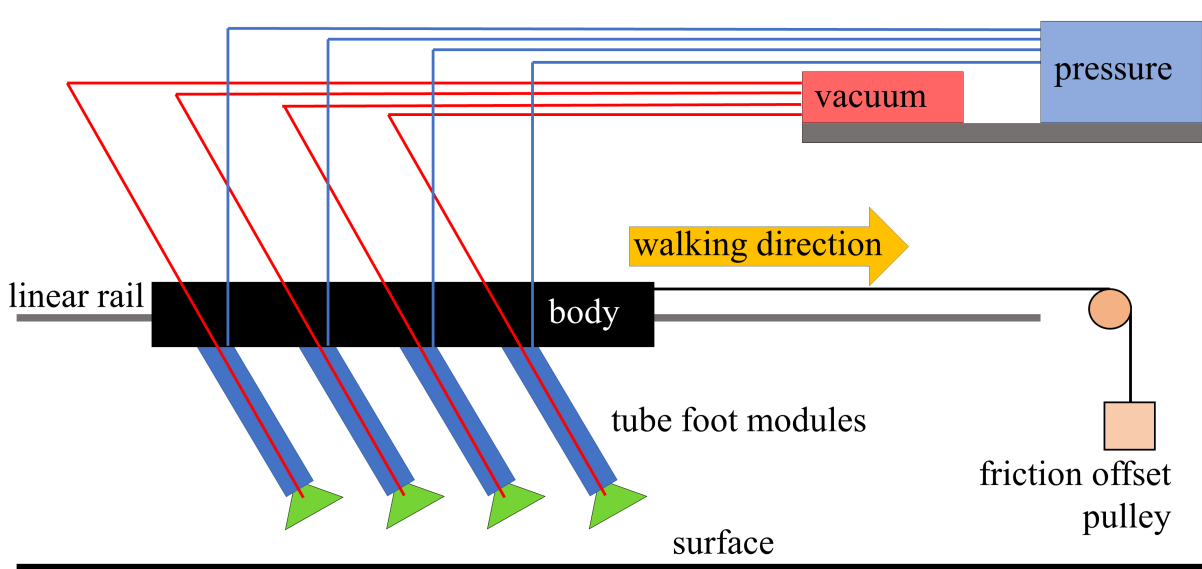 pressure
vacuum
walking direction
linear rail
body
tube foot modules
friction offset
pulley
surface